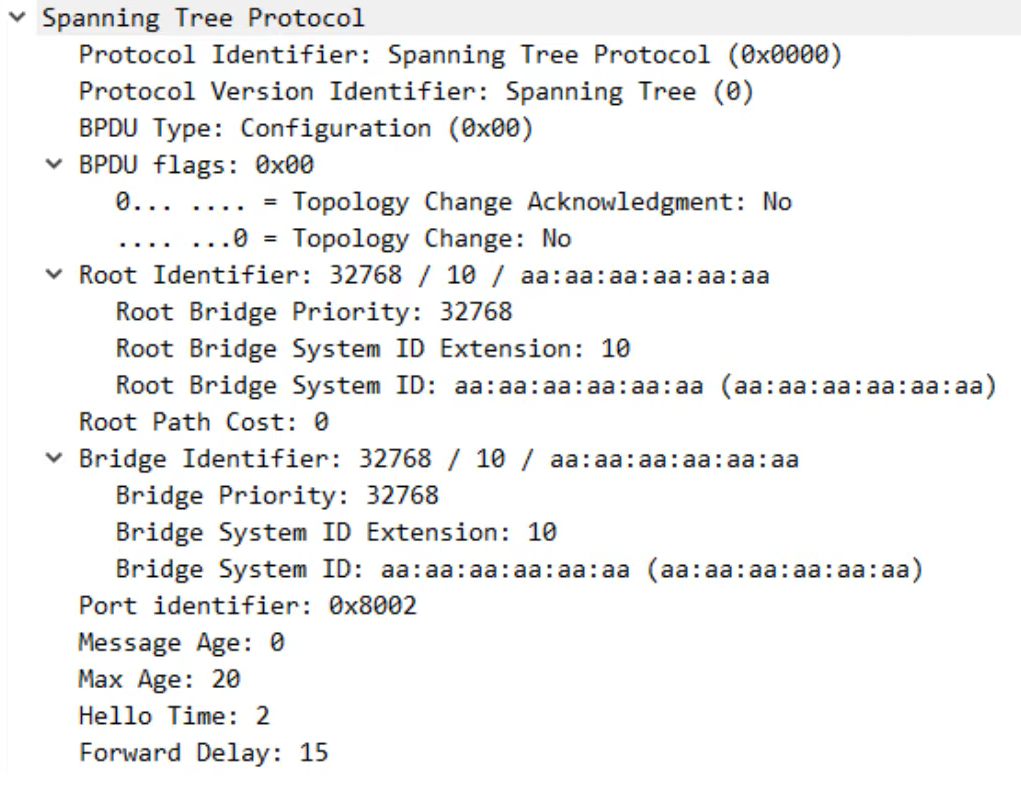 Spanning Tree Protocol
Protocol Identifier: Spanning Tree Protocol (0x0000)
Protocol Version Identifier: Spanning Tree (0)
BPDU Type: Configuration (0x00)
BPDU flags: 0x00
0... .... = Topology Change Acknowledgment: No
.... ...0 = Topology Change: No
Root Identifier: 32768 / 10 / aa:aa:aa:aa:aa:aa
Root Bridge Priority: 32768
Root Bridge System ID Extension: 10
Root Bridge System ID: aa:aa:aa:aa:aa:aa (aa:aa:aa:aa:aa:aa)
Root Path Cost: 0
Bridge Identifier: 32768 / 10 / aa:aa:aa:aa:aa:aa
Bridge Priority: 32768
Bridge System ID Extension: 10
Bridge System ID: aa:aa:aa:aa:aa:aa (aa:aa:aa:aa:aa:aa)
Port identifier: 0x8002
Message Age: 0
Max Age: 20
Hello Time: 2
Forward Delay: 15